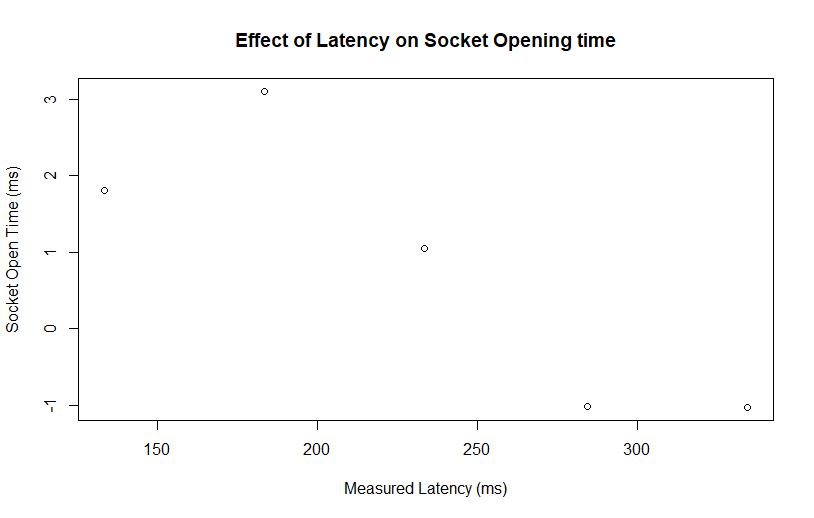 Effect of Latency on Socket Opening time
Socket Open Time (ms)
3
2
1
0
-1
150 200 250 300
Measured Latency (ms)